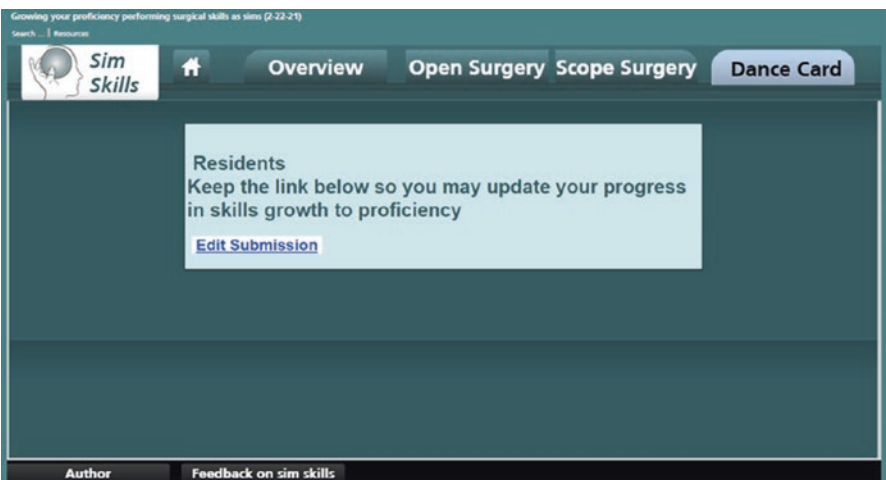 Growing your proficiency performing surgical skills as sims (2-22-21)
Search ... | Resources
Sim
Skills
Overview
Open Surgery
Scope Surgery
Dance Card
Residents
Keep the link below so you may update your progress
in skills growth to proficiency
Edit Submission
Author
Feedback on sim skills